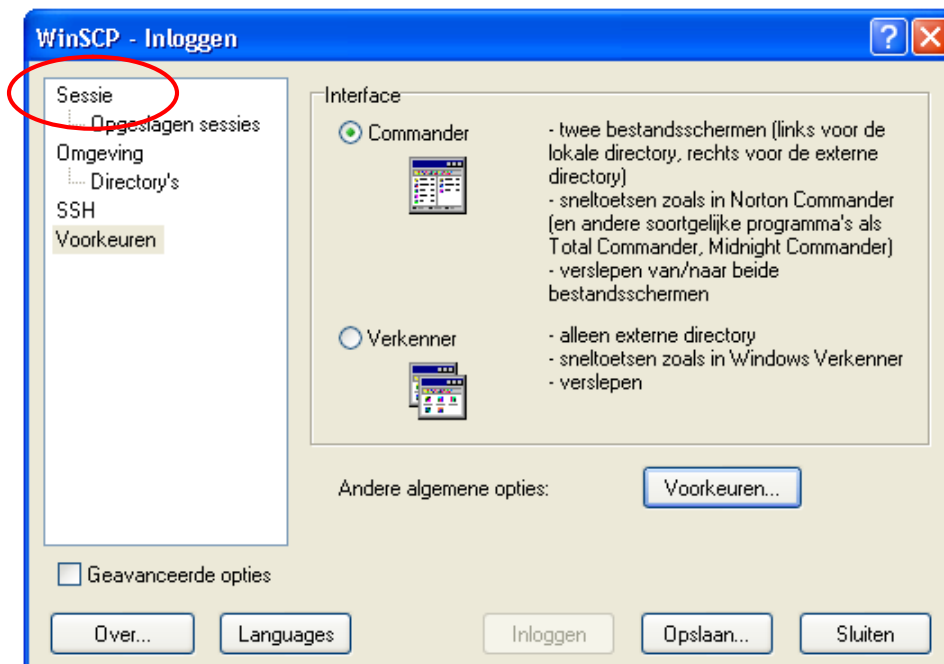 WinSCP - Inloggen
Sessie
Opgeslagen sessies
Omgeving
Directory's
SSH
Voorkeuren
Interface
Commander
- twee bestandsschermen (links voor de
lokale directory, rechts voor de externe
directory)
- sneltoetsen zoals in Norton Commander
(en andere soortgelijke programma's als
Total Commander, Midnight Commander)
- verslepen van/naar beide
bestandsschermen
Verkenner
- alleen externe directory
- sneltoetsen zoals in Windows Verkenner
- verslepen
Andere algemene opties:
Voorkeuren...
Geavanceerde opties
Over...
Languages
Inloggen
Opslaan...
Sluiten